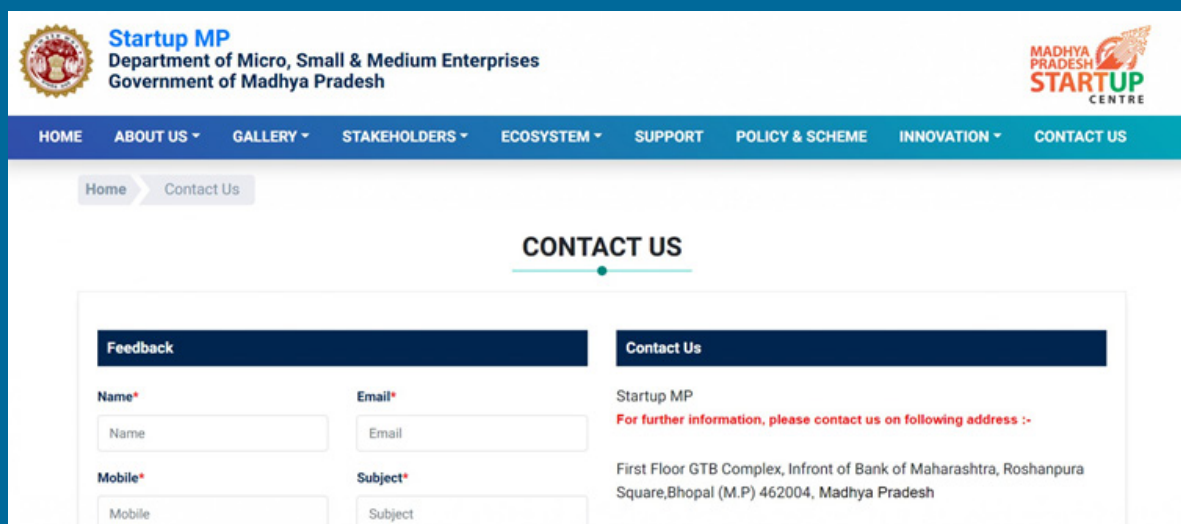 Startup MP
Department of Micro, Small & Medium Enterprises
Government of Madhya Pradesh
MADHYA
PRADESH
STARTUP
CENTRE
HOME ABOUT US GALLERY STAKEHOLDERS ECOSYSTEM SUPPORT POLICY & SCHEME INNOVATION CONTACT US
Home Contact Us
CONTACT US
Feedback
Name* Email*
Name Email
Mobile* Subject*
Mobile Subject
Contact Us
Startup MP
For further information, please contact us on following address :-
First Floor GTB Complex, Infront of Bank of Maharashtra, Roshanpura
Square,Bhopal (M.P) 462004, Madhya Pradesh